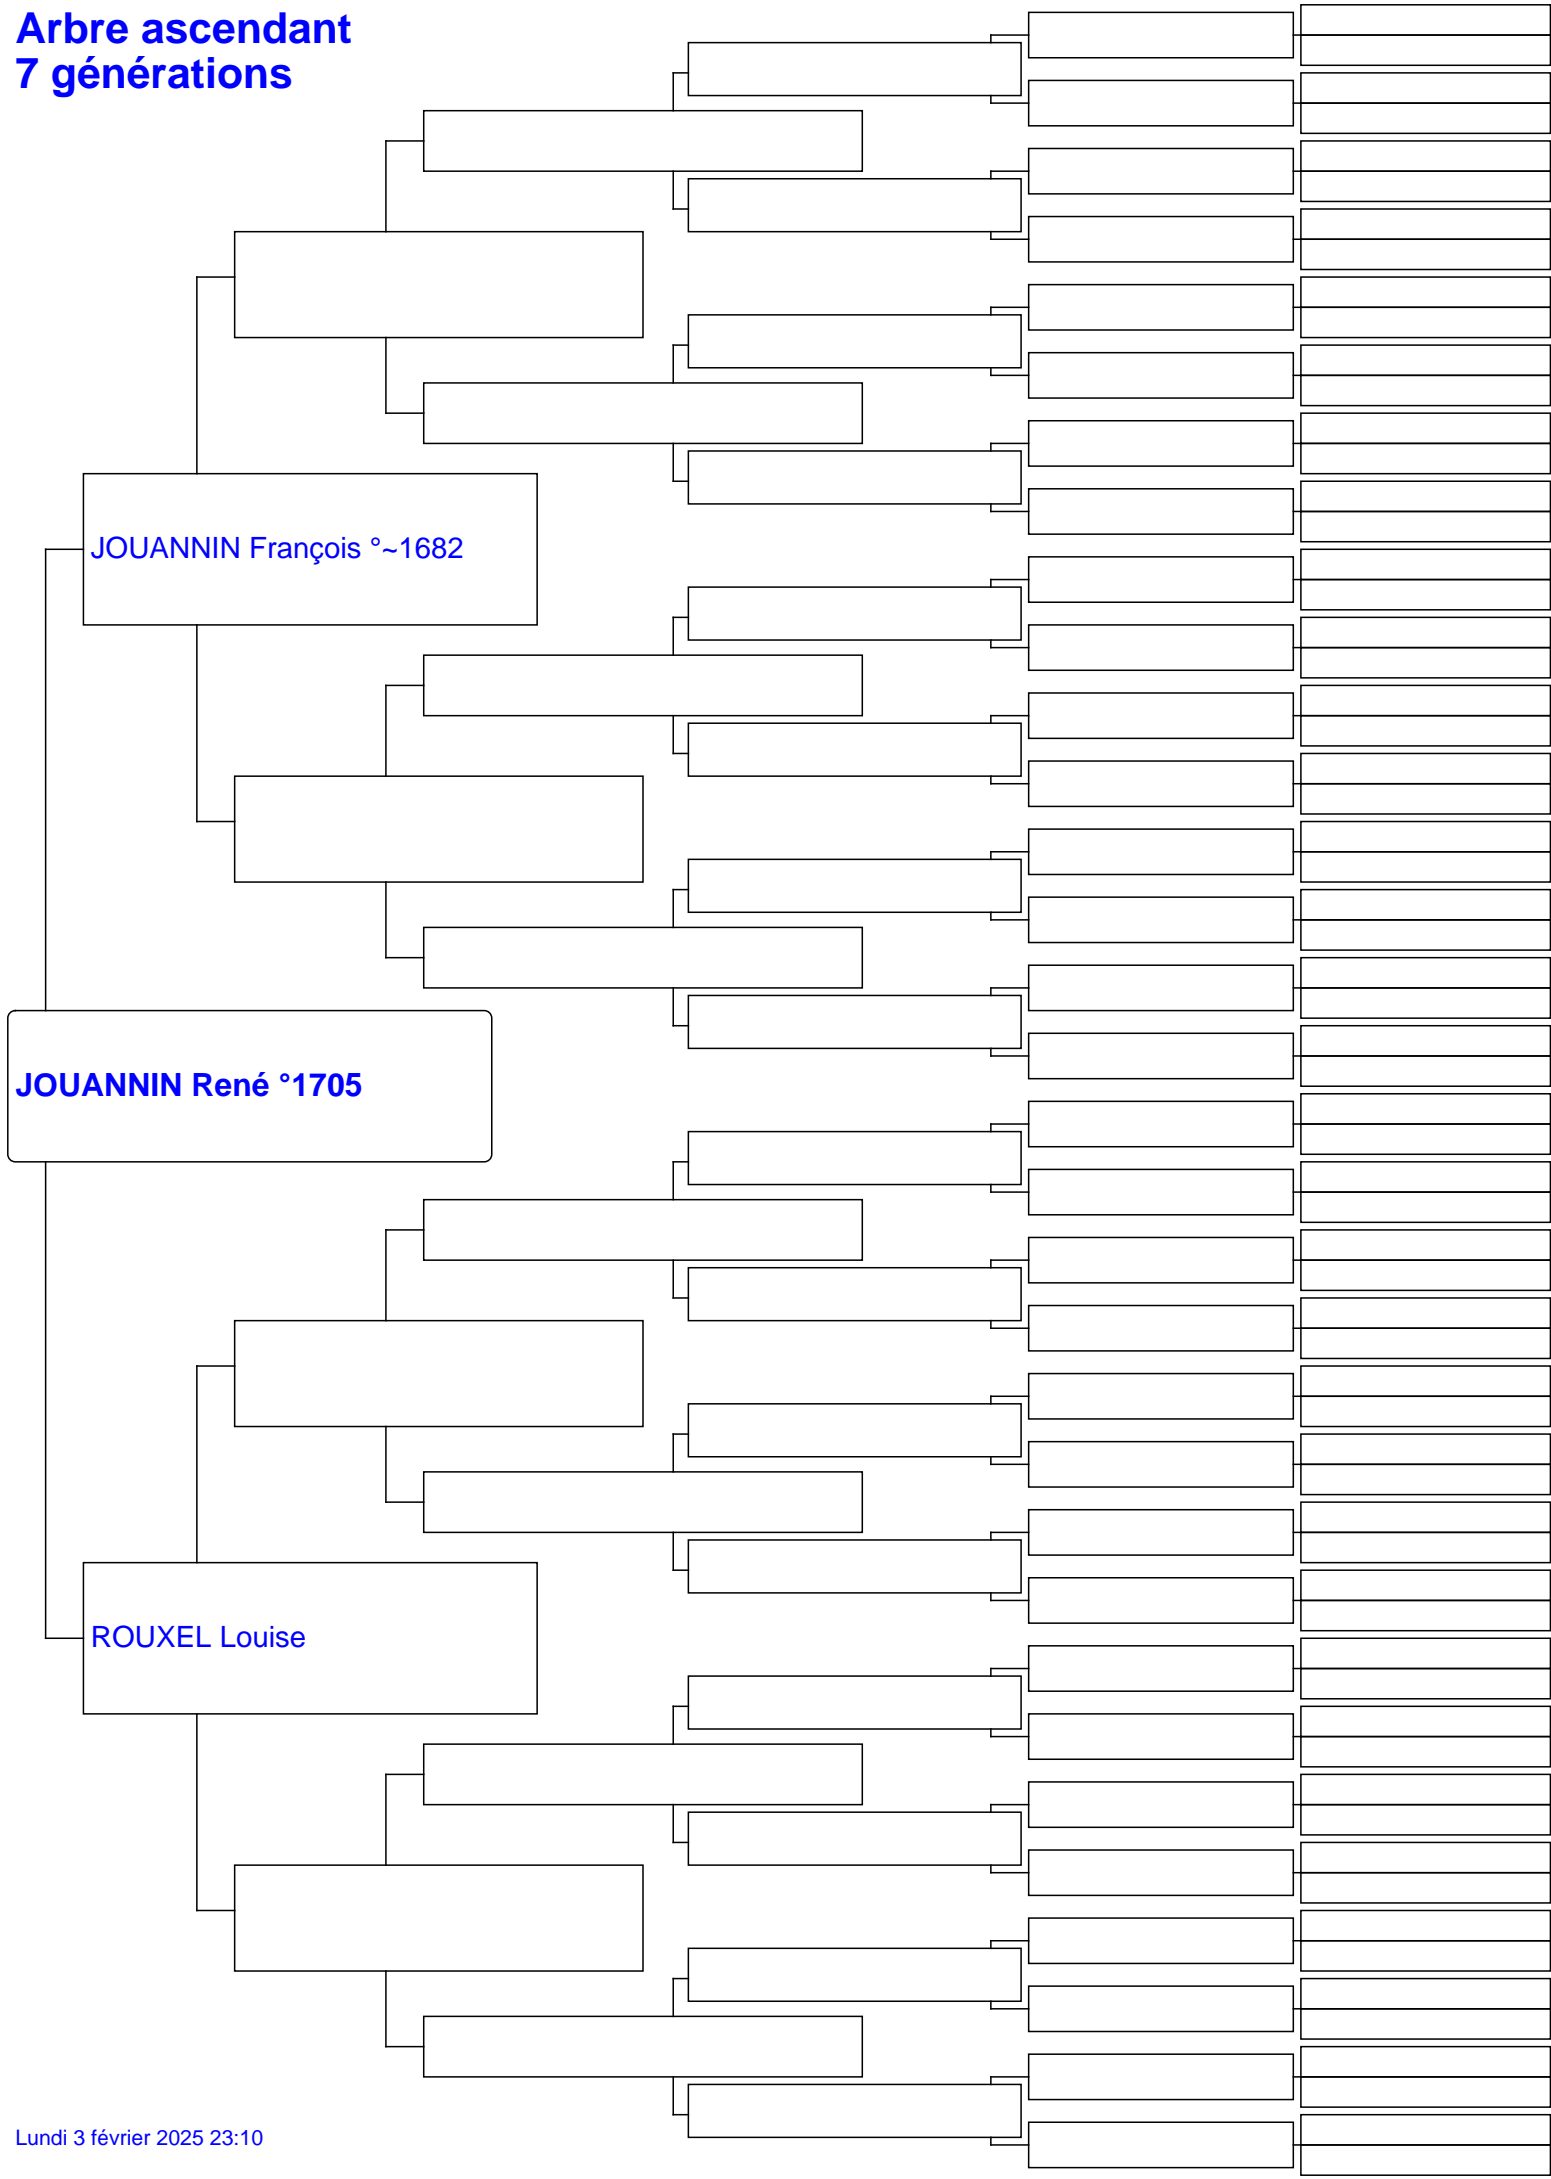 Arbre ascendant
7 générations
JOUANNIN François °~1682
JOUANNIN René °1705
ROUXEL Louise
Lundi 3 février 2025 23:10